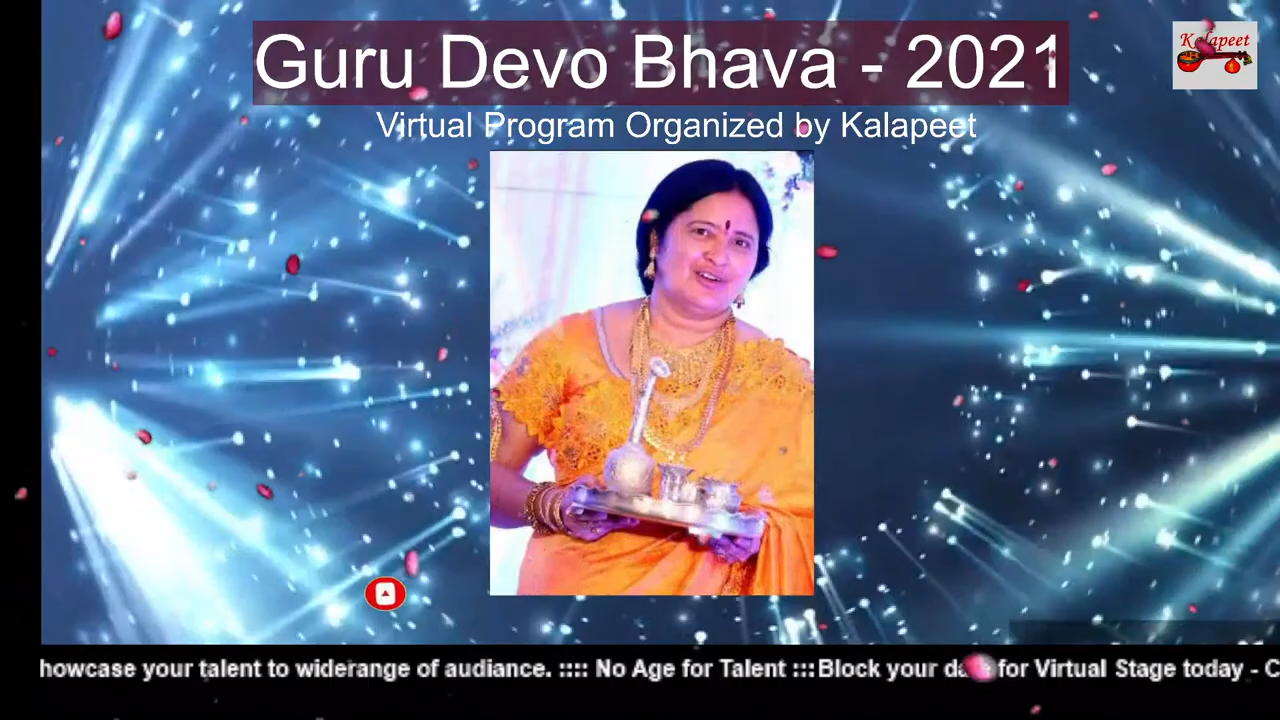 Guru Devo Bhava - 2021
Kalapeet
Virtual Program Organized by Kalapeet
howcase your talent to widerange of audiance. :::: No Age for Talent ::: Block your date for Virtual Stage today - C